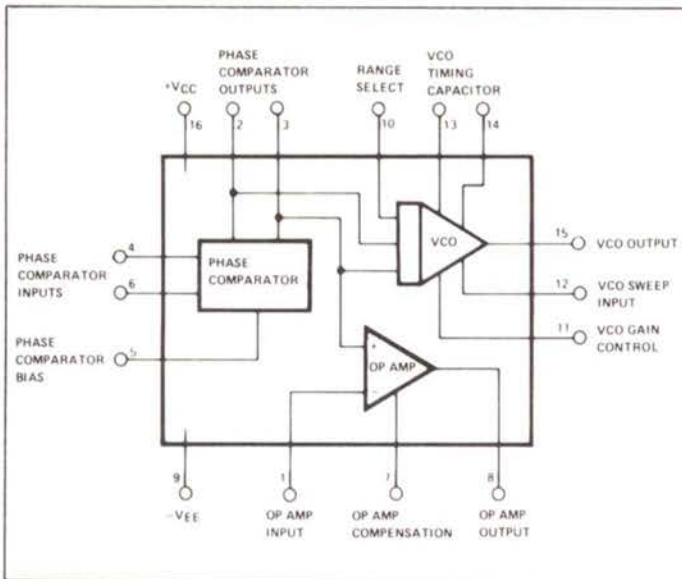 PHASE
COMPARATOR
OUTPUTS
RANGE
SELECT
VCO
TIMING
CAPACITOR
+VCC
16
2
3
10
13
14
4
PHASE
COMPARATOR
INPUTS
6
PHASE
COMPARATOR
VCO
15
VCO OUTPUT
12
VCO SWEEP
INPUT
11
VCO GAIN
CONTROL
PHASE
COMPARATOR
BIAS
5
+
OP AMP
−
9
−VEE
1
OP AMP
INPUT
7
OP AMP
COMPENSATION
8
OP AMP
OUTPUT